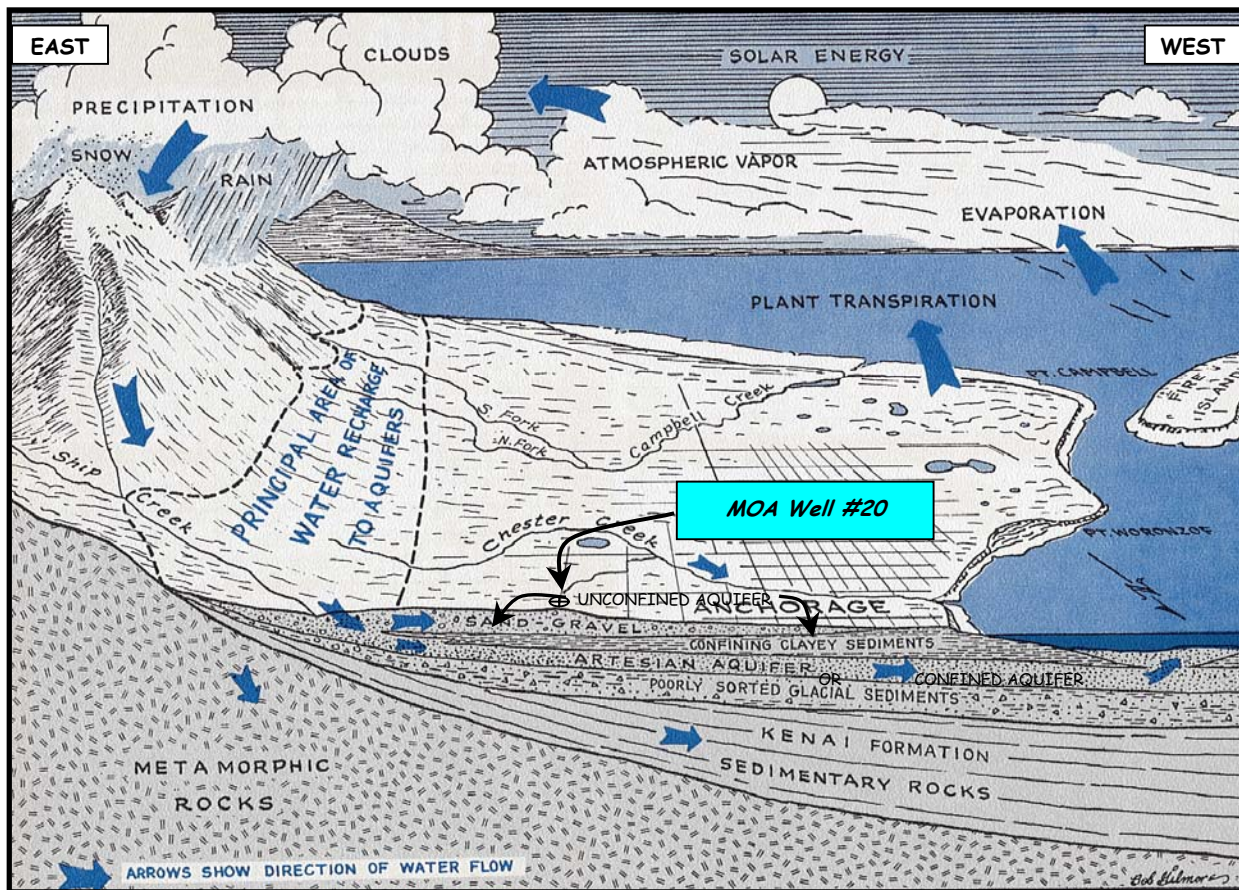 EAST
WEST
CLOUDS
SOLAR ENERGY
PRECIPITATION
SNOW
RAIN
ATMOSPHERIC VAPOR
EVAPORATION
PLANT TRANSPIRATION
PT. CAMPBELL
FIRE
ISLAND
PRINCIPAL AREA OF
WATER RECHARGE
TO AQUIFERS
S. Fork
N. Fork
Campbell Creek
Ship
Creek
MOA Well #20
Chester Creek
PT. WORONZOF
UNCONFINED AQUIFER
ANCHORAGE
SAND GRAVEL
CONFINING CLAYEY SEDIMENTS
ARTESIAN AQUIFER OR CONFINED AQUIFER
POORLY SORTED GLACIAL SEDIMENTS
KENAI FORMATION
SEDIMENTARY ROCKS
METAMORPHIC
ROCKS
ARROWS SHOW DIRECTION OF WATER FLOW
Bob Gilmore